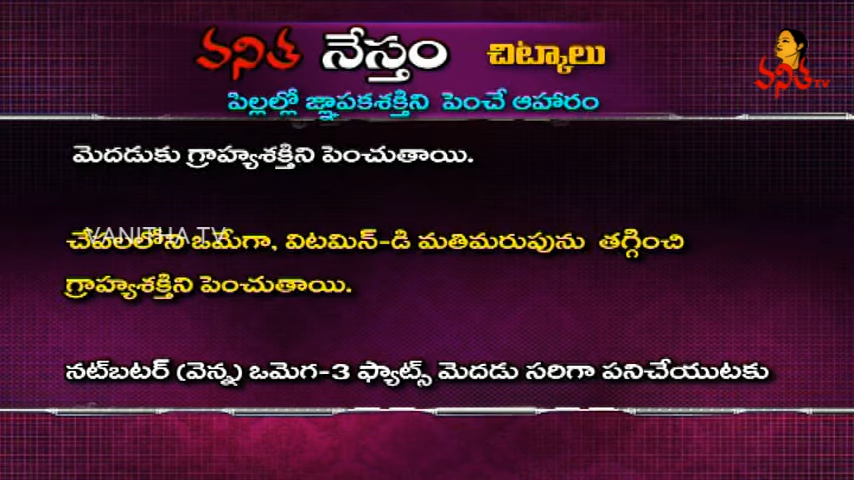 వనిత నేస్తం చిట్కాలు
వనిత TV
పిల్లల్లో జ్ఞాపకశక్తిని పెంచే ఆహారం
మెదడుకు గ్రాహ్యశక్తిని పెంచుతాయి.
VANITHA TV
చేపలలోని ఒమేగా, విటమిన్-డి మతిమరుపును తగ్గించి
గ్రాహ్యశక్తిని పెంచుతాయి.
నట్‌బటర్ (వెన్న) ఒమెగ-3 ఫ్యాట్స్ మెదడు సరిగా పనిచేయుటకు